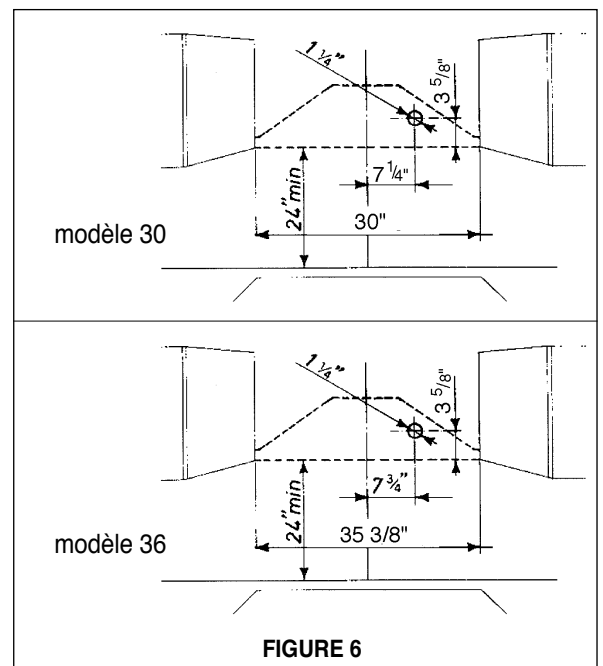 1 ¼"
3 5/8"
7 ¼"
24" min
30"
modèle 30
1 ¼"
3 5/8"
7 ¾"
24" min
35 3/8"
modèle 36
FIGURE 6